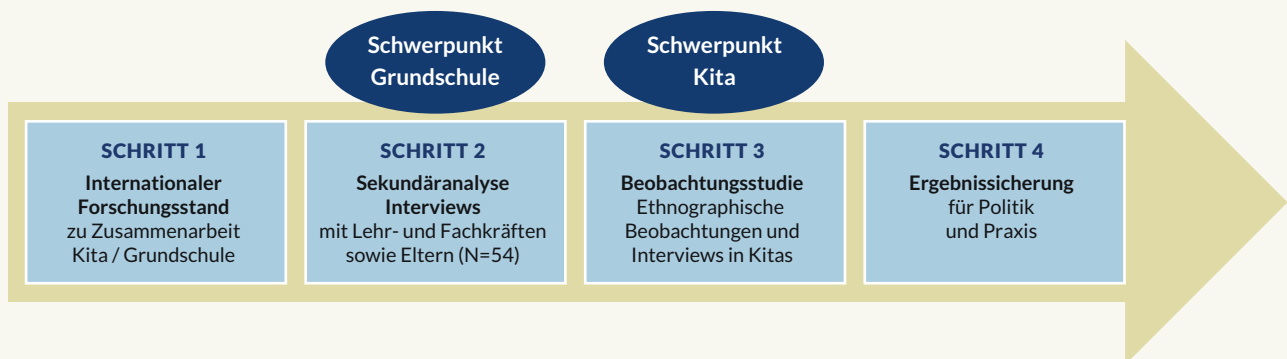 Schwerpunkt
Grundschule
Schwerpunkt
Kita
SCHRITT 1
Internationaler
Forschungsstand
zu Zusammenarbeit
Kita / Grundschule
SCHRITT 2
Sekundäranalyse
Interviews
mit Lehr- und Fachkräften
sowie Eltern (N=54)
SCHRITT 3
Beobachtungsstudie
Ethnographische
Beobachtungen und
Interviews in Kitas
SCHRITT 4
Ergebnissicherung
für Politik
und Praxis